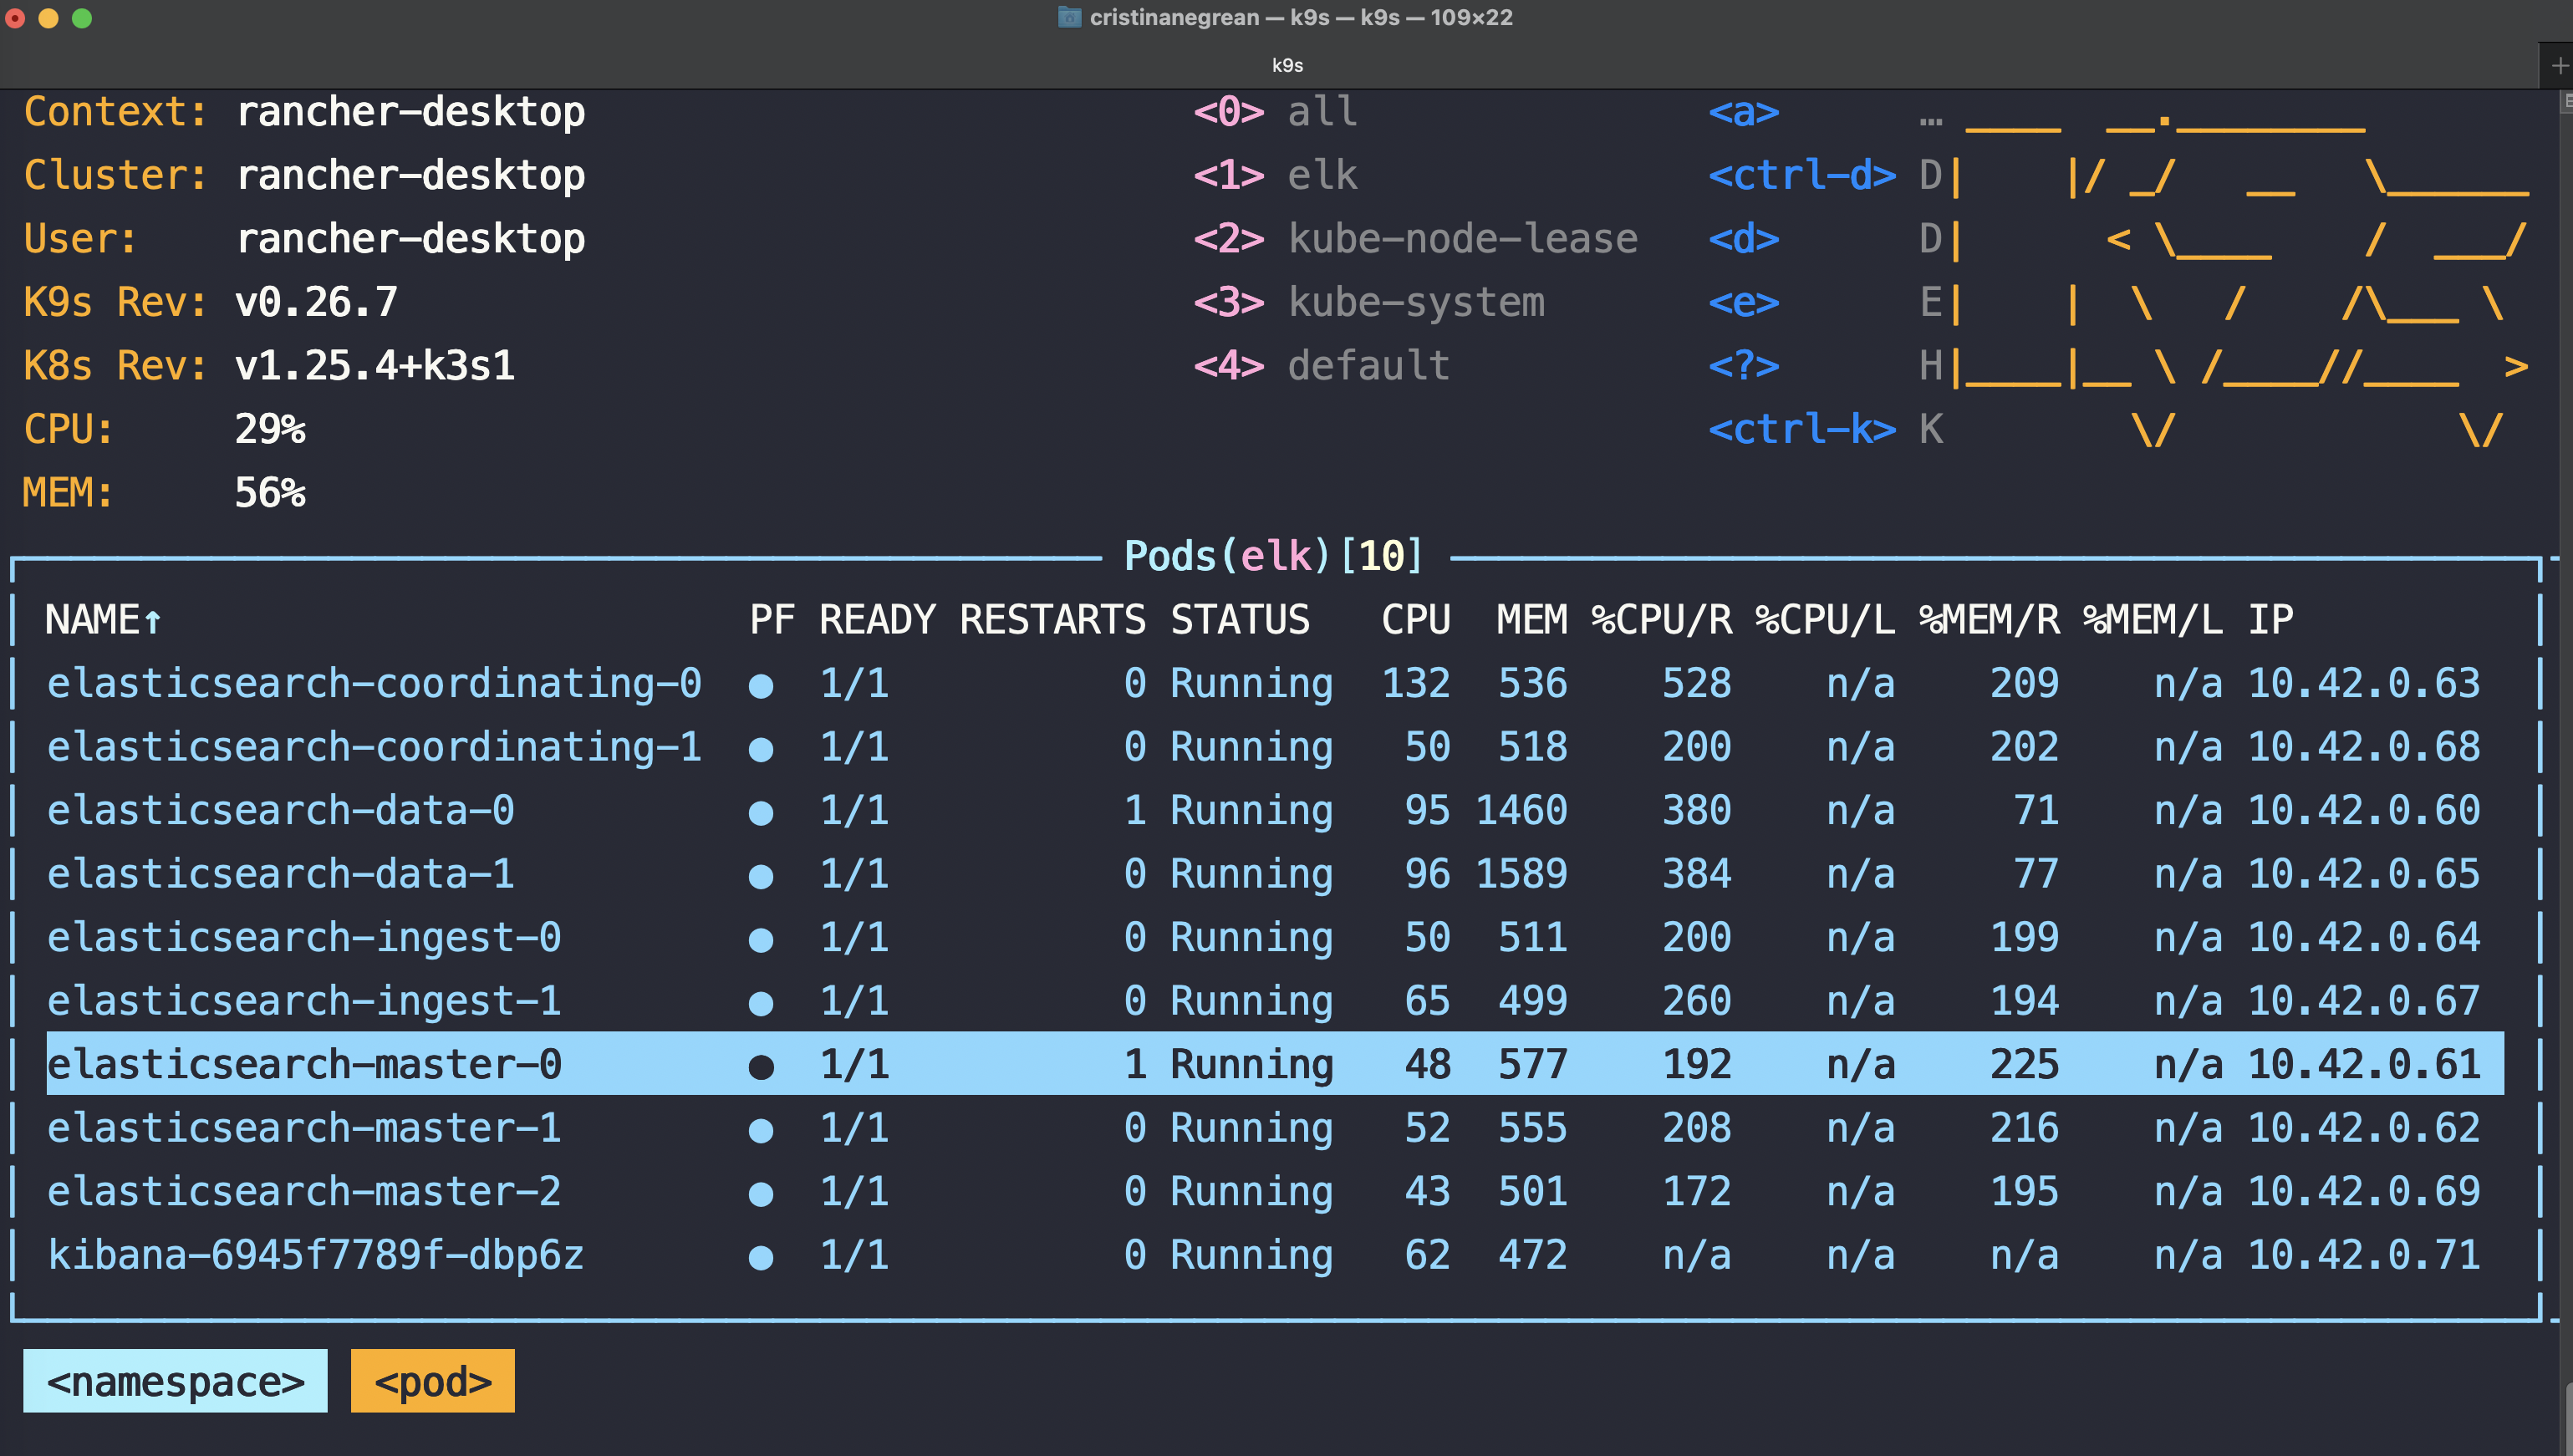 cristinanegrean — k9s — k9s — 109×22
k9s
Context: rancher-desktop <0> all <a> … ____ __.________
Cluster: rancher-desktop <1> elk <ctrl-d> D| |/ _/ __ \______
User: rancher-desktop <2> kube-node-lease <d> D| < \____ / ___/
K9s Rev: v0.26.7 <3> kube-system <e> E| | \ / /\___ \
K8s Rev: v1.25.4+k3s1 <4> default <?> H|____|__ \ /____//____ >
CPU: 29% <ctrl-k> K \/ \/
MEM: 56%
Pods(elk)[10]
NAME↑ PF READY RESTARTS STATUS CPU MEM %CPU/R %CPU/L %MEM/R %MEM/L IP
elasticsearch-coordinating-0 ● 1/1 0 Running 132 536 528 n/a 209 n/a 10.42.0.63
elasticsearch-coordinating-1 ● 1/1 0 Running 50 518 200 n/a 202 n/a 10.42.0.68
elasticsearch-data-0 ● 1/1 1 Running 95 1460 380 n/a 71 n/a 10.42.0.60
elasticsearch-data-1 ● 1/1 0 Running 96 1589 384 n/a 77 n/a 10.42.0.65
elasticsearch-ingest-0 ● 1/1 0 Running 50 511 200 n/a 199 n/a 10.42.0.64
elasticsearch-ingest-1 ● 1/1 0 Running 65 499 260 n/a 194 n/a 10.42.0.67
elasticsearch-master-0 ● 1/1 1 Running 48 577 192 n/a 225 n/a 10.42.0.61
elasticsearch-master-1 ● 1/1 0 Running 52 555 208 n/a 216 n/a 10.42.0.62
elasticsearch-master-2 ● 1/1 0 Running 43 501 172 n/a 195 n/a 10.42.0.69
kibana-6945f7789f-dbp6z ● 1/1 0 Running 62 472 n/a n/a n/a n/a 10.42.0.71
<namespace> <pod>